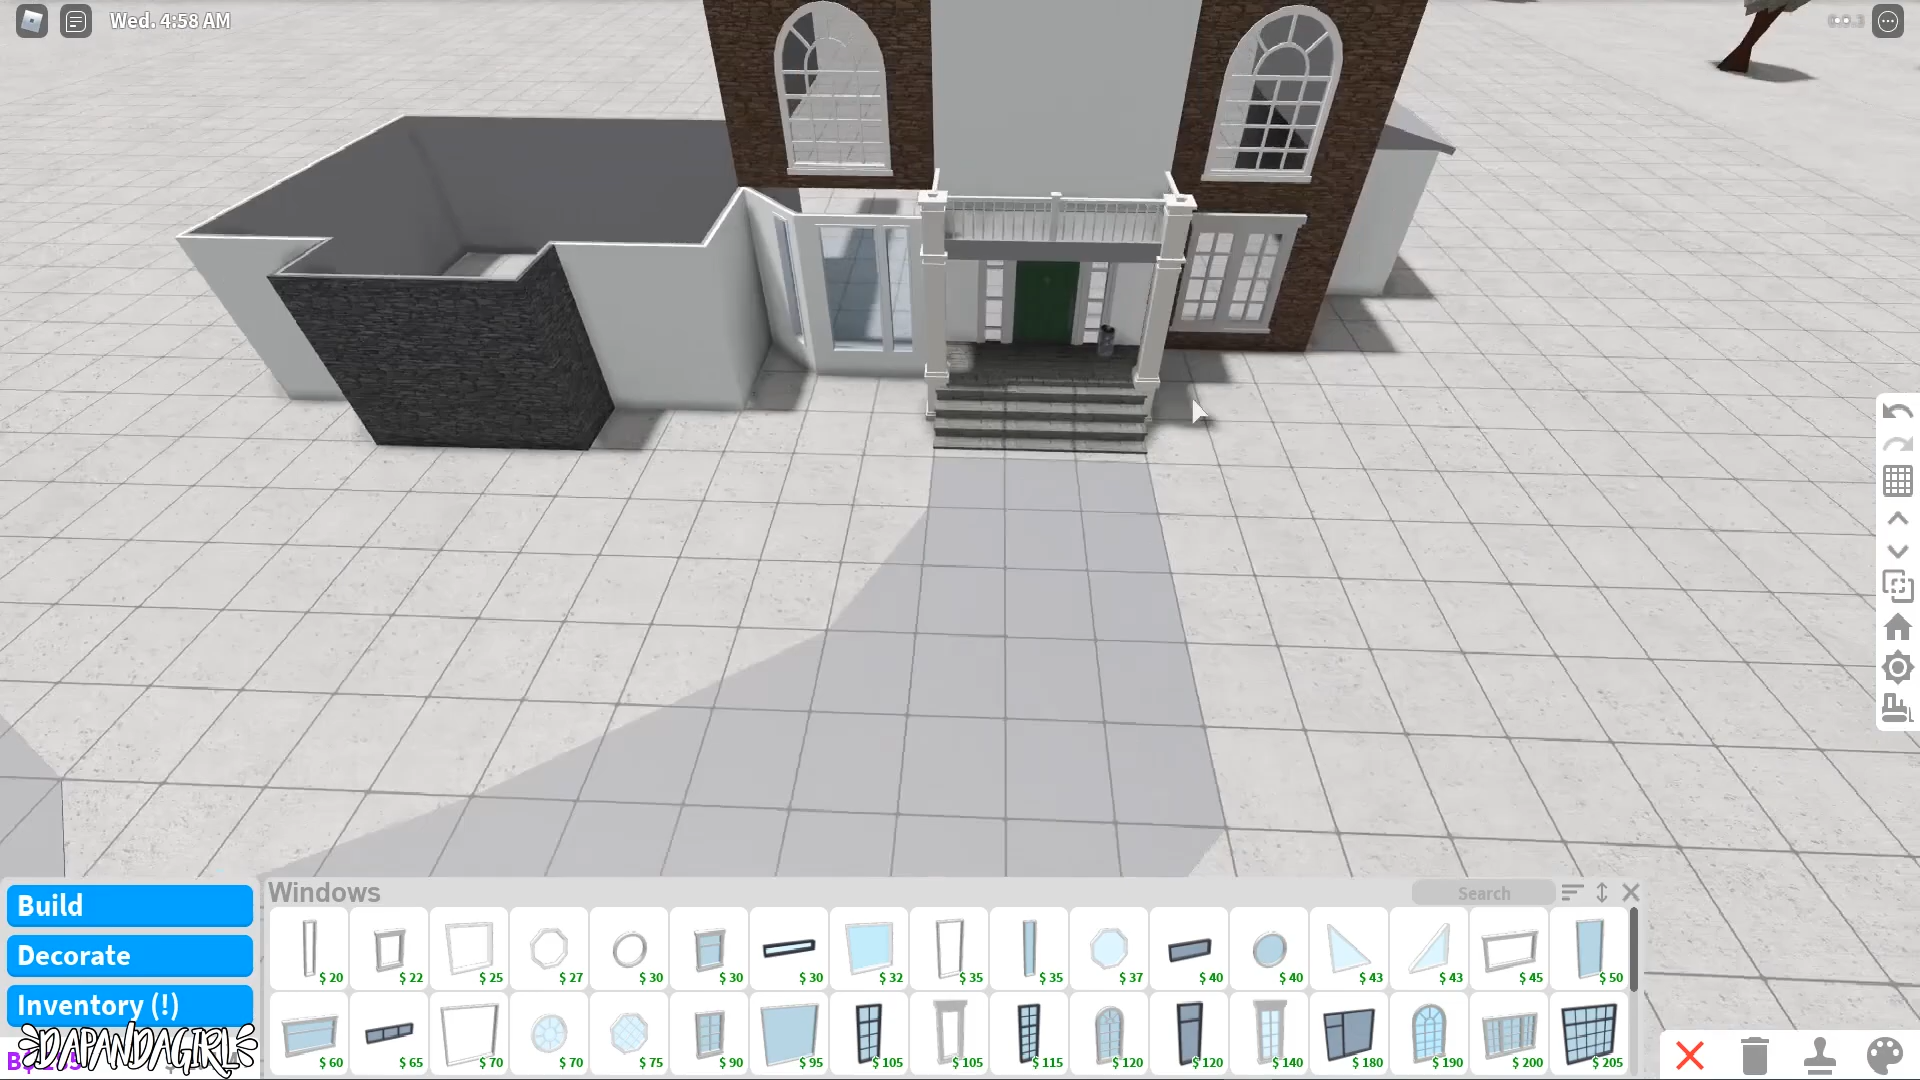 Wed. 4:58 AM
Windows
Search
$ 20 $ 22 $ 25 $ 27 $ 30 $ 30 $ 30 $ 32 $ 35 $ 35 $ 37 $ 40 $ 40 $ 43 $ 43 $ 45 $ 50
$ 60 $ 65 $ 70 $ 70 $ 75 $ 90 $ 95 $ 105 $ 105 $ 115 $ 120 $ 120 $ 140 $ 180 $ 190 $ 200 $ 205
Build
Decorate
Inventory (!)
DAPANDAGIRL